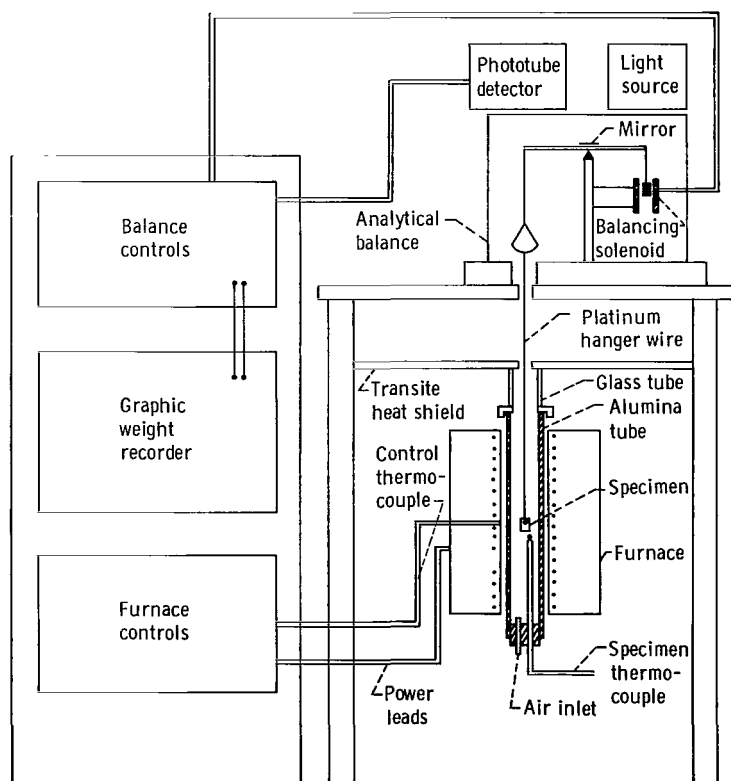 Phototube
detector
Light
source
Mirror
Balance
controls
Analytical
balance
Balancing
solenoid
Platinum
hanger wire
Graphic
weight
recorder
Transite
heat shield
Glass tube
Alumina
tube
Control
thermo-
couple
Specimen
Furnace
Furnace
controls
Power
leads
Air inlet
Specimen
thermo-
couple